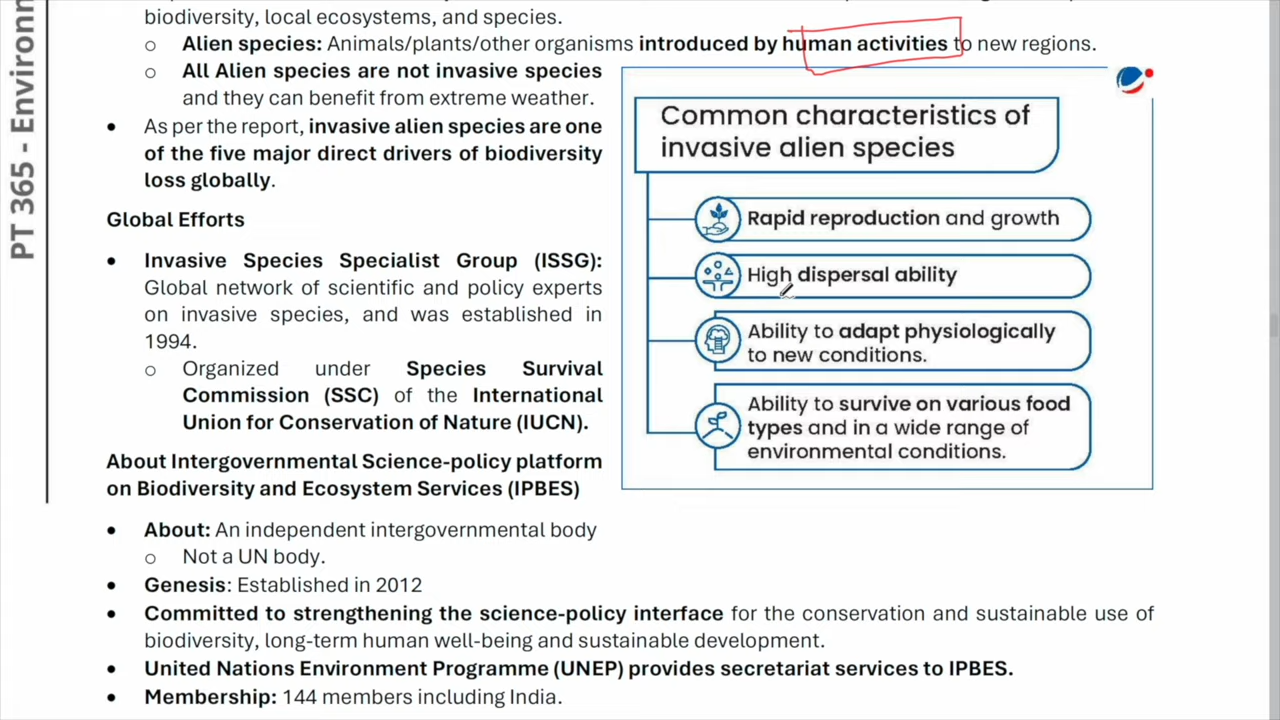 biodiversity, local ecosystems, and species.
o Alien species: Animals/plants/other organisms introduced by human activities to new regions.
o All Alien species are not invasive species
and they can benefit from extreme weather.
• As per the report, invasive alien species are one
of the five major direct drivers of biodiversity
loss globally.
Global Efforts
• Invasive Species Specialist Group (ISSG):
Global network of scientific and policy experts
on invasive species, and was established in
1994.
o Organized under Species Survival
Commission (SSC) of the International
Union for Conservation of Nature (IUCN).
About Intergovernmental Science-policy platform
on Biodiversity and Ecosystem Services (IPBES)
Common characteristics of
invasive alien species
Rapid reproduction and growth
High dispersal ability
Ability to adapt physiologically
to new conditions.
Ability to survive on various food
types and in a wide range of
environmental conditions.
• About: An independent intergovernmental body
o Not a UN body.
• Genesis: Established in 2012
• Committed to strengthening the science-policy interface for the conservation and sustainable use of
biodiversity, long-term human well-being and sustainable development.
• United Nations Environment Programme (UNEP) provides secretariat services to IPBES.
• Membership: 144 members including India.
PT 365 - Environ